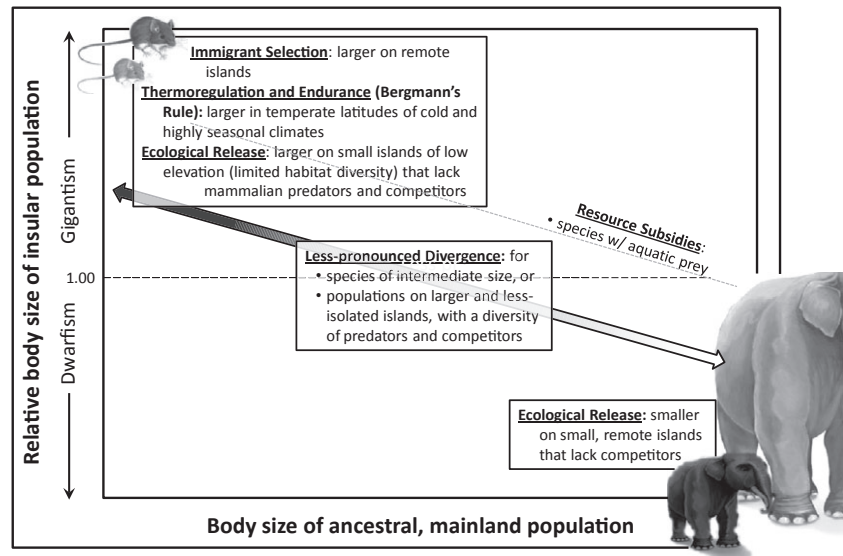 Immigrant Selection: larger on remote
islands
Thermoregulation and Endurance (Bergmann's
Rule): larger in temperate latitudes of cold and
highly seasonal climates
Ecological Release: larger on small islands of low
elevation (limited habitat diversity) that lack
mammalian predators and competitors
Relative body size of insular population
Gigantism
1.00
Dwarfism
Resource Subsidies:
• species w/ aquatic prey
Less-pronounced Divergence: for
• species of intermediate size, or
• populations on larger and less-
isolated islands, with a diversity
of predators and competitors
Ecological Release: smaller
on small, remote islands
that lack competitors
Body size of ancestral, mainland population